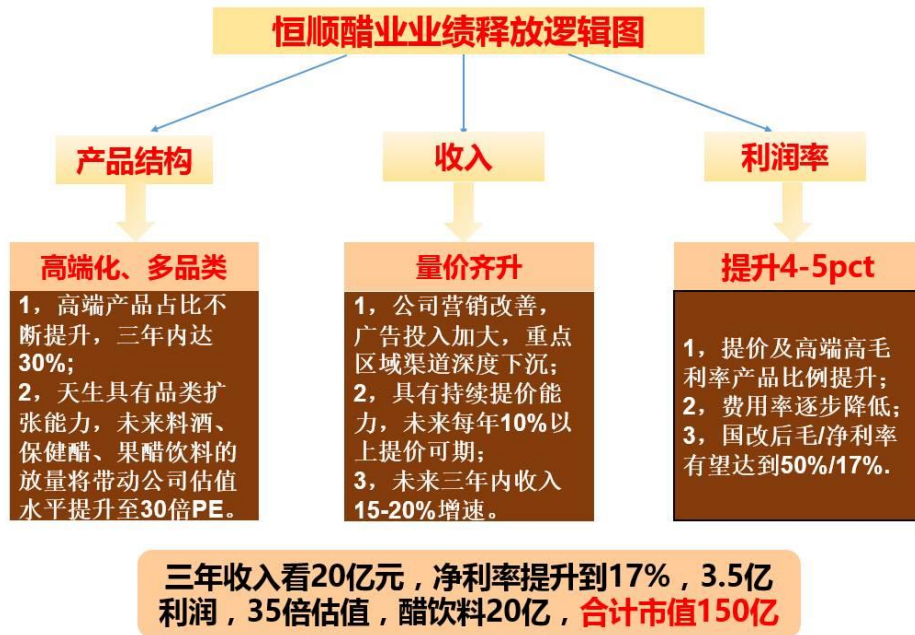 恒顺醋业业绩释放逻辑图
产品结构
高端化、多品类
1，高端产品占比不
断提升，三年内达
30%;
2，天生具有品类扩
张能力，未来料酒、
保健醋、果醋饮料的
放量将带动公司估值
水平提升至30倍PE。
收入
量价齐升
1，公司营销改善，
广告投入加大，重点
区域渠道深度下沉；
2，具有持续提价能
力，未来每年10%以
上提价可期；
3，未来三年内收入
15-20%增速。
利润率
提升4-5pct
1，提价及高端高毛
利率产品比例提升；
2，费用率逐步降低；
3，国改后毛/净利率
有望达到50%/17%.
三年收入看20亿元，净利率提升到17%，3.5亿
利润，35倍估值，醋饮料20亿，合计市值150亿